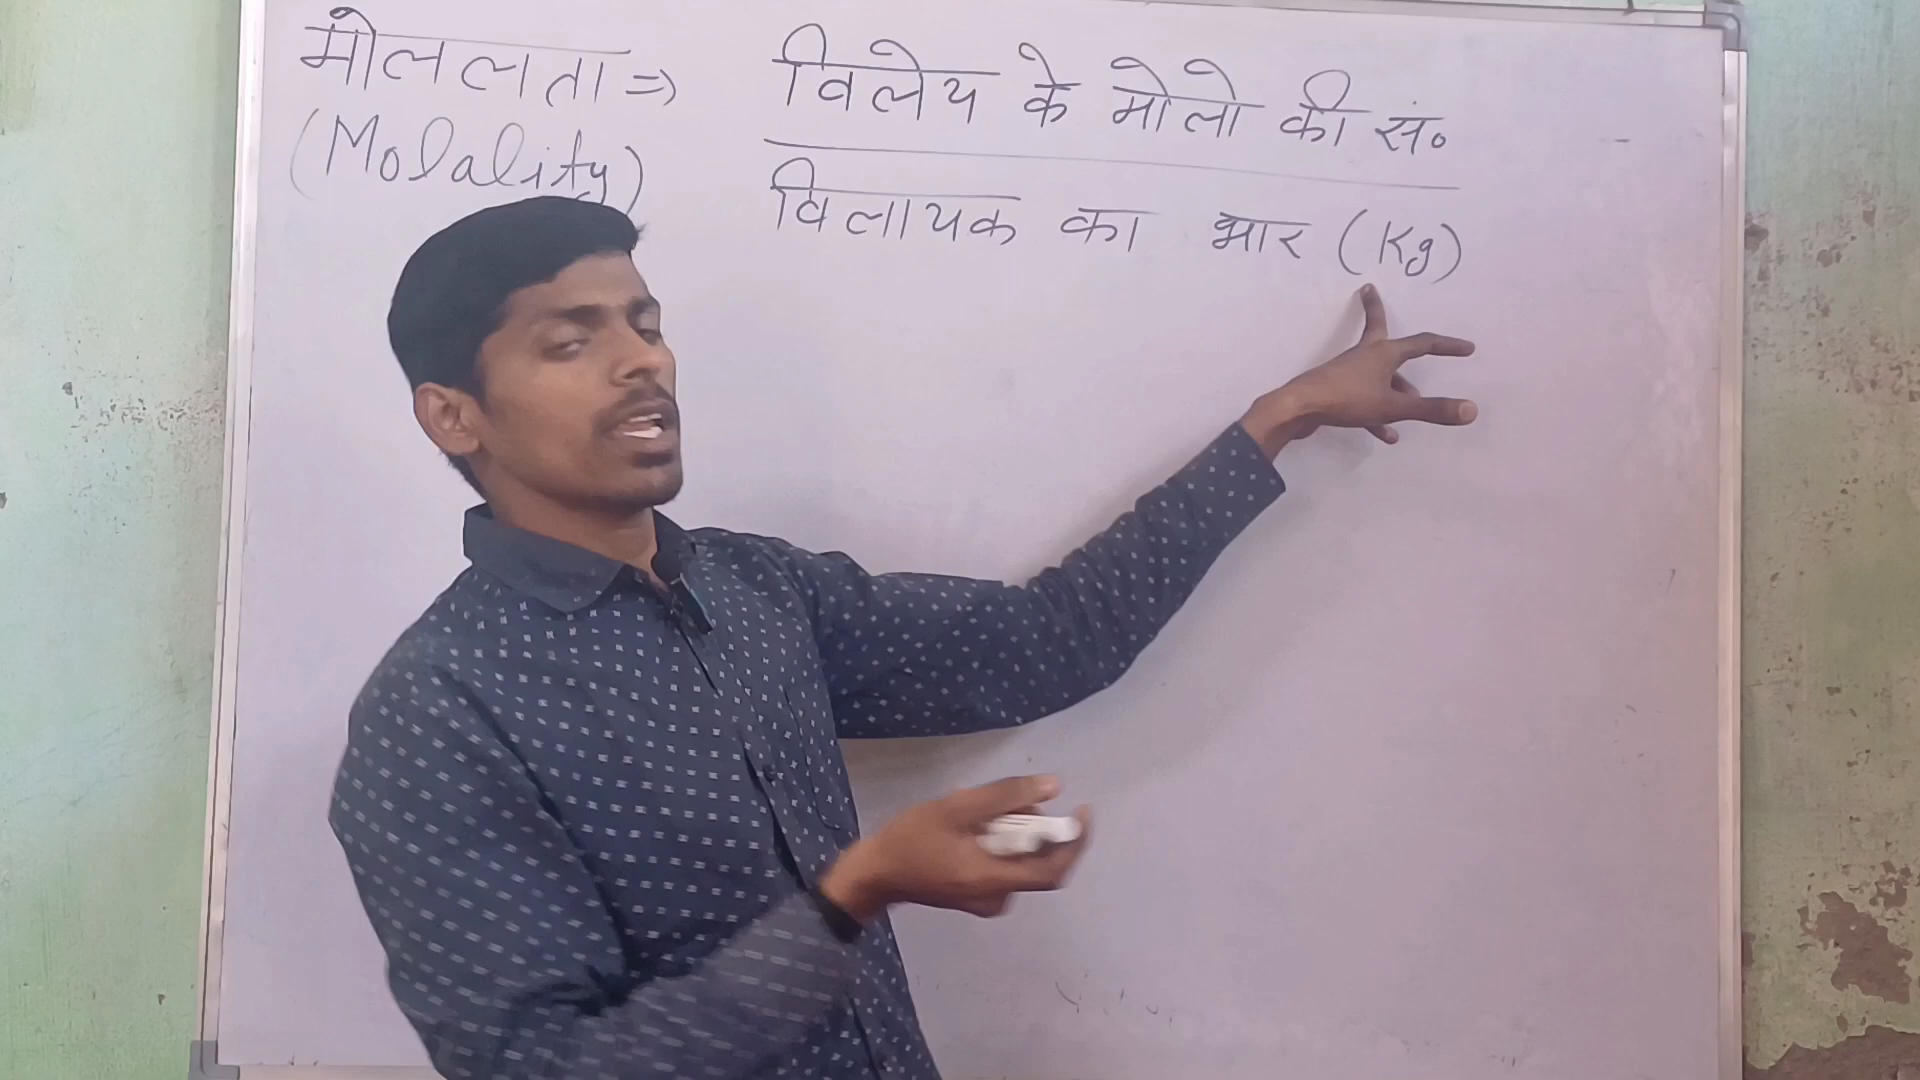 मोललता => विलेय के मोलो की सं०
(Molality) विलायक का भार (Kg)